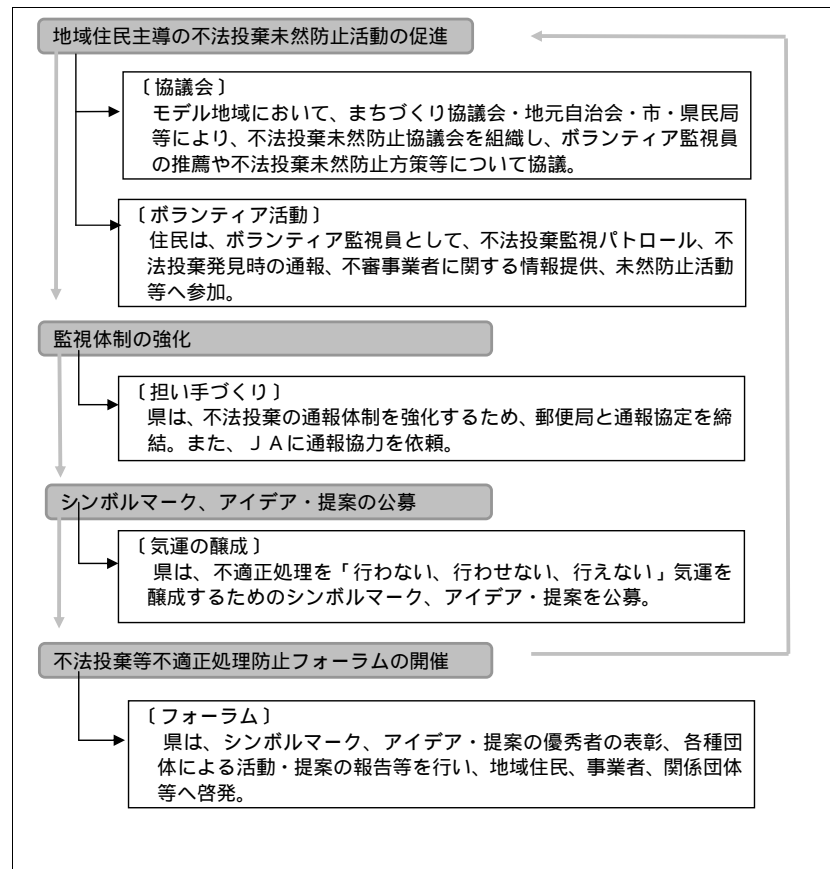 地域住民主導の不法投棄未然防止活動の促進
〔協議会〕
モデル地域において、まちづくり協議会・地元自治会・市・県民局
等により、不法投棄未然防止協議会を組織し、ボランティア監視員
の推薦や不法投棄未然防止方策等について協議。
〔ボランティア活動〕
住民は、ボランティア監視員として、不法投棄監視パトロール、不
法投棄発見時の通報、不審事業者に関する情報提供、未然防止活動
等へ参加。
監視体制の強化
〔担い手づくり〕
県は、不法投棄の通報体制を強化するため、郵便局と通報協定を締
結。また、ＪＡに通報協力を依頼。
シンボルマーク、アイデア・提案の公募
〔気運の醸成〕
県は、不適正処理を「行わない、行わせない、行えない」気運を
醸成するためのシンボルマーク、アイデア・提案を公募。
不法投棄等不適正処理防止フォーラムの開催
〔フォーラム〕
県は、シンボルマーク、アイデア・提案の優秀者の表彰、各種団
体による活動・提案の報告等を行い、地域住民、事業者、関係団体
等へ啓発。